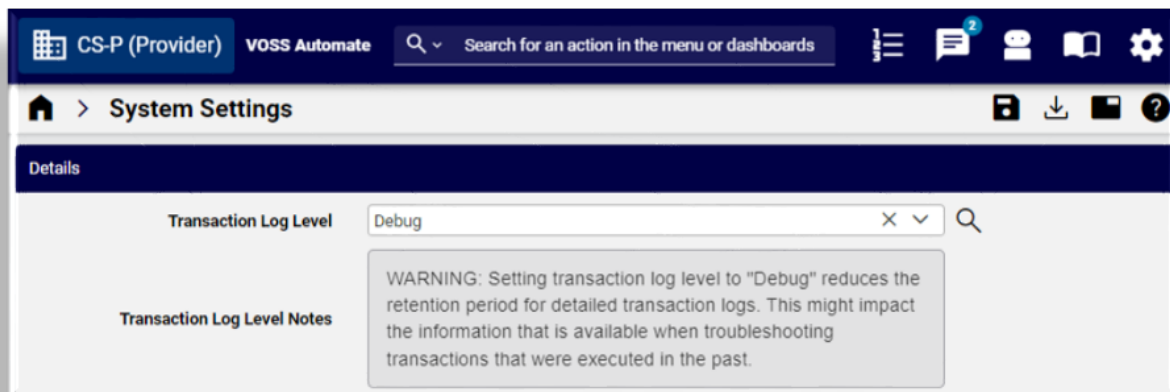 CS-P (Provider)
VOSS Automate
Search for an action in the menu or dashboards
2
System Settings
Details
Transaction Log Level
Debug
Transaction Log Level Notes
WARNING: Setting transaction log level to "Debug" reduces the
retention period for detailed transaction logs. This might impact
the information that is available when troubleshooting
transactions that were executed in the past.